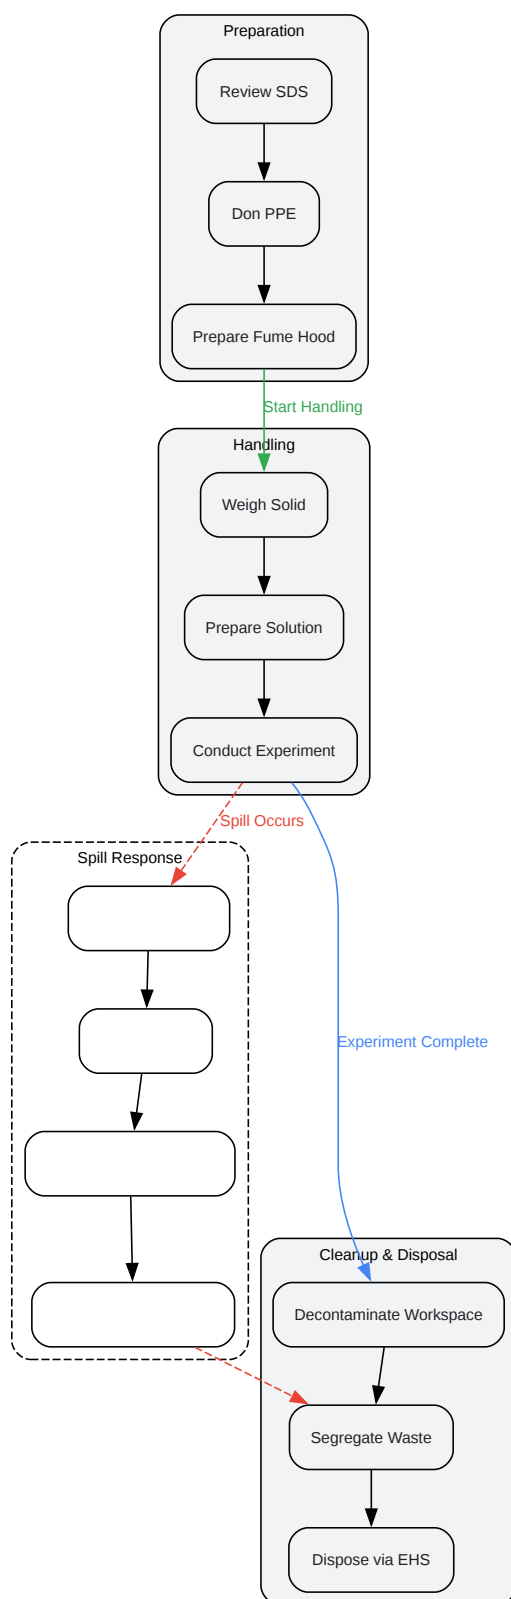 Preparation
Review SDS
Don PPE
Prepare Fume Hood
Start Handling
Handling
Weigh Solid
Prepare Solution
Conduct Experiment
Spill Occurs
Spill Response
Experiment Complete
Cleanup & Disposal
Decontaminate Workspace
Segregate Waste
Dispose via EHS